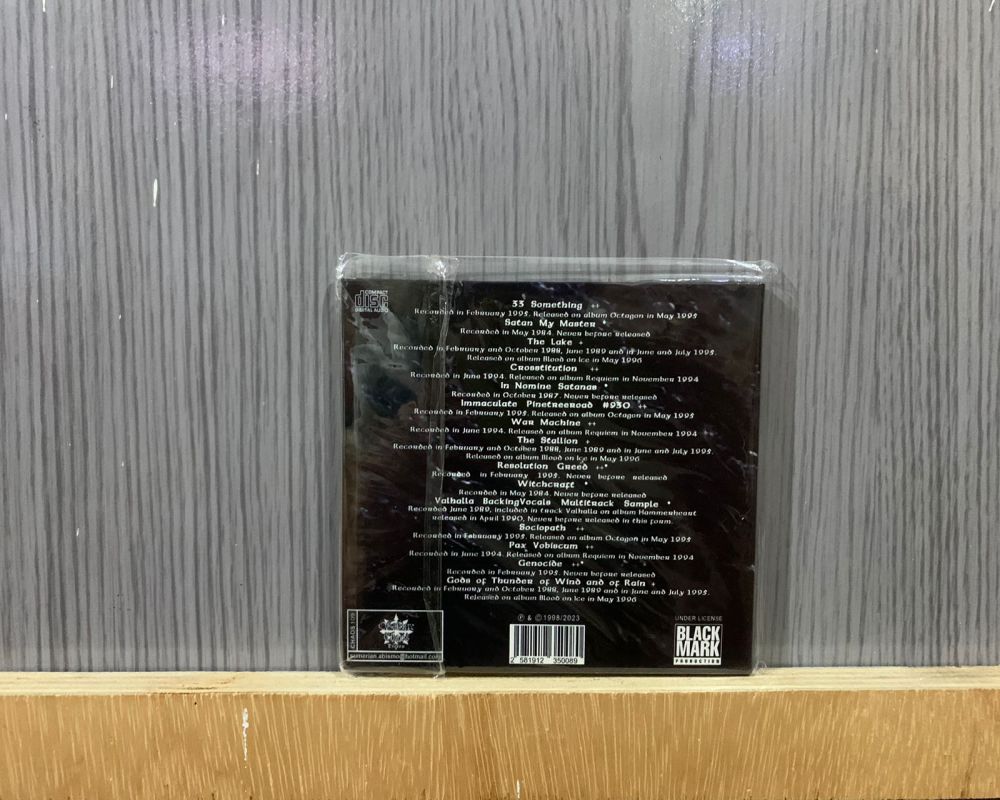 COMPACT
disc
DIGITAL AUDIO
33 Something ++
Recorded in February 1995. Released on album Octagon in May 1995
Satan My Master *
Recorded in May 1984. Never before released
The Lake +
Recorded in February and October 1988, June 1989 and in June and July 1995.
Released on album Blood on Ice in May 1996
Crosstitution ++
Recorded in June 1994. Released on album Requiem in November 1994
In Nomine Satanas *
Recorded in October 1987. Never before released
Immaculate Pinetreeroad #930 ++
Recorded in February 1995. Released on album Octagon in May 1995
War Machine ++
Recorded in June 1994. Released on album Requiem in November 1994
The Stallion +
Recorded in February and October 1988, June 1989 and in June and July 1995.
Released on album Blood on Ice in May 1996
Resolution Greed ++*
Recorded in February 1995. Never before released
Witchcraft *
Recorded in May 1984. Never before released
Valhalla BackingVocals Multitrack Sample *
Recorded June 1989, included in track Valhalla on album Hammerheart
released in April 1990. Never before released in this form.
Sociopath ++
Recorded in February 1995. Released on album Octagon in May 1995
Pax Vobiscum ++
Recorded in June 1994. Released on album Requiem in November 1994
Genocide ++*
Recorded in February 1995. Never before released
Gods of Thunder of Wind and of Rain +
Recorded in February and October 1988, June 1989 and in June and July 1995.
Released on album Blood on Ice in May 1996
CHAOS 109
sumerian.abismo@hotmail.com
℗ & ©1998/2023
2 581912 350089
UNDER LICENSE
BLACK
MARK
PRODUCTION